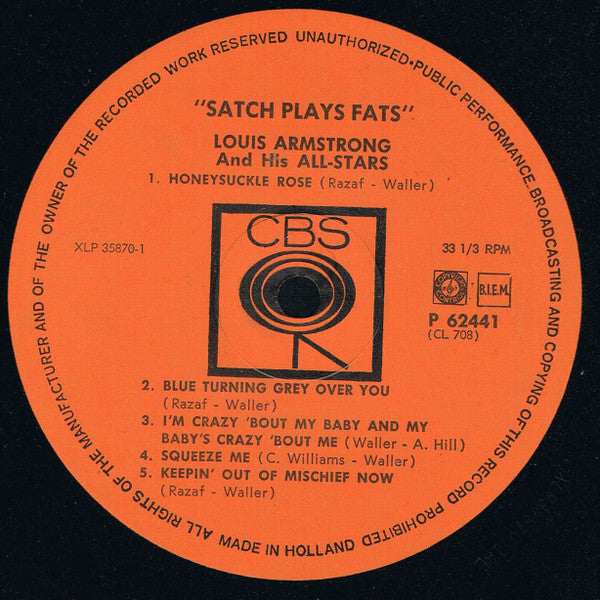 ALL RIGHTS OF THE MANUFACTURER AND OF THE OWNER OF THE RECORDED WORK RESERVED UNAUTHORIZED·PUBLIC PERFORMANCE. BROADCASTING AND COPYING OF THIS RECORD PROHIBITED
"SATCH PLAYS FATS"
LOUIS ARMSTRONG
And His ALL-STARS
1. HONEYSUCKLE ROSE (Razaf - Waller)
CBS
XLP 35870-1
33 1/3 RPM
B.I.E.M.
P 62441
(CL 708)
2. BLUE TURNING GREY OVER YOU
(Razaf - Waller)
3. I'M CRAZY 'BOUT MY BABY AND MY
BABY'S CRAZY 'BOUT ME (Waller - A. Hill)
4. SQUEEZE ME (C. Williams - Waller)
5. KEEPIN' OUT OF MISCHIEF NOW
(Razaf - Waller)
MADE IN HOLLAND